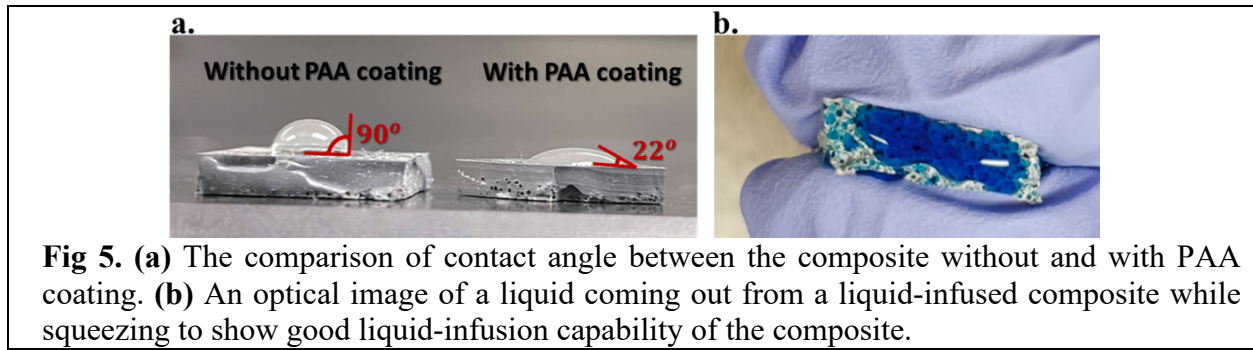 a.
b.
Without PAA coating
With PAA coating
90°
22°
Fig 5. (a) The comparison of contact angle between the composite without and with PAA
coating. (b) An optical image of a liquid coming out from a liquid-infused composite while
squeezing to show good liquid-infusion capability of the composite.